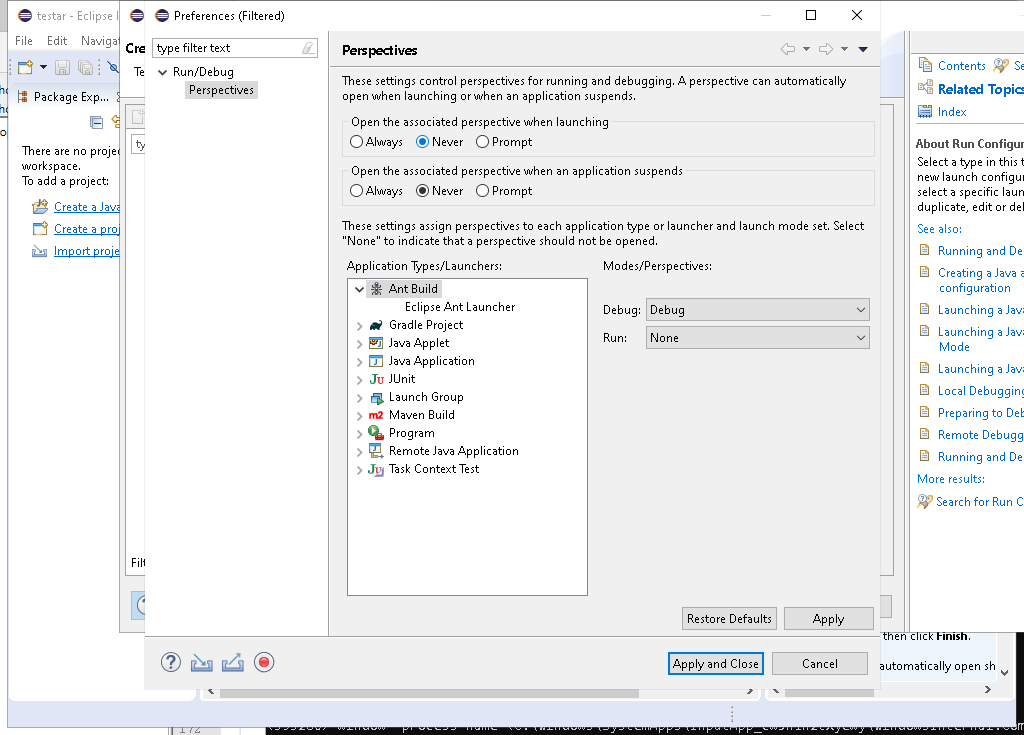 testar - Eclipse I
Preferences (Filtered)
File Edit Naviga
Package Exp...
There are no proje
workspace.
To add a project:
Create a Java
Create a proj
Import proje
Cre
Te
ty
Filt
type filter text
Run/Debug
Perspectives
Perspectives
These settings control perspectives for running and debugging. A perspective can automatically
open when launching or when an application suspends.
Open the associated perspective when launching
Always Never Prompt
Open the associated perspective when an application suspends
Always Never Prompt
These settings assign perspectives to each application type or launcher and launch mode set. Select
"None" to indicate that a perspective should not be opened.
Application Types/Launchers:
Modes/Perspectives:
Ant Build
Eclipse Ant Launcher
Gradle Project
Java Applet
Java Application
JUnit
Launch Group
Maven Build
Program
Remote Java Application
Task Context Test
Debug: Debug
Run: None
Restore Defaults Apply
Apply and Close Cancel
Contents Se
Related Topics
Index
About Run Configur
Select a type in this t
new launch configur
select a specific laun
duplicate, edit or del
See also:
Running and De
Creating a Java a
configuration
Launching a Java
Launching a Java
Mode
Launching a Java
Local Debugging
Preparing to Deb
Remote Debugg
Running and De
More results:
Search for Run C
then click Finish.
automatically open sh
172